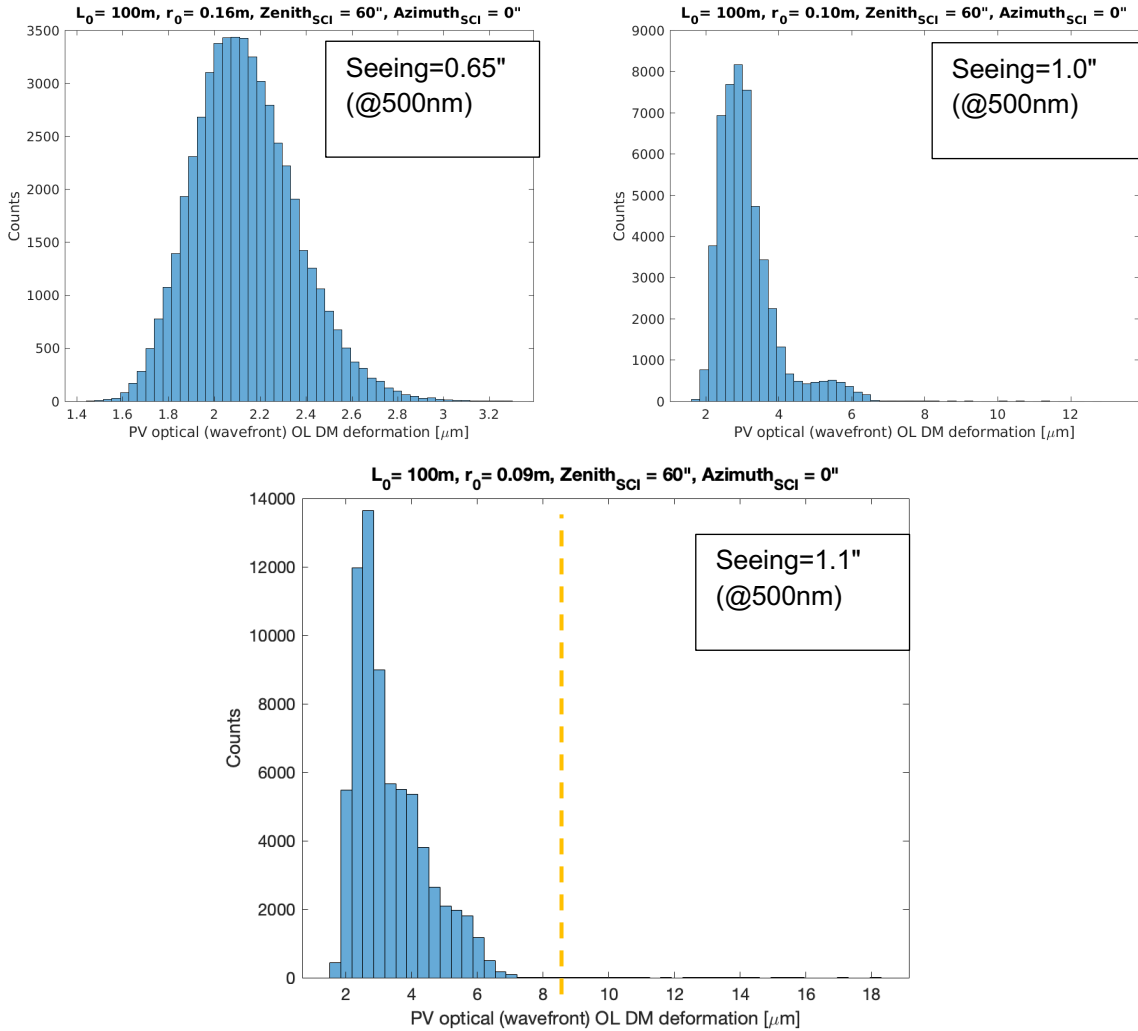 L₀= 100m, r₀= 0.16m, Zenith_SCI = 60", Azimuth_SCI = 0"
Seeing=0.65"
(@500nm)
3500
3000
2500
2000
1500
1000
500
0
Counts
1.4 1.6 1.8 2 2.2 2.4 2.6 2.8 3 3.2
PV optical (wavefront) OL DM deformation [μm]
L₀= 100m, r₀= 0.10m, Zenith_SCI = 60", Azimuth_SCI = 0"
Seeing=1.0"
(@500nm)
9000
8000
7000
6000
5000
4000
3000
2000
1000
0
Counts
2 4 6 8 10 12
PV optical (wavefront) OL DM deformation [μm]
L₀= 100m, r₀= 0.09m, Zenith_SCI = 60", Azimuth_SCI = 0"
Seeing=1.1"
(@500nm)
14000
12000
10000
8000
6000
4000
2000
0
Counts
2 4 6 8 10 12 14 16 18
PV optical (wavefront) OL DM deformation [μm]